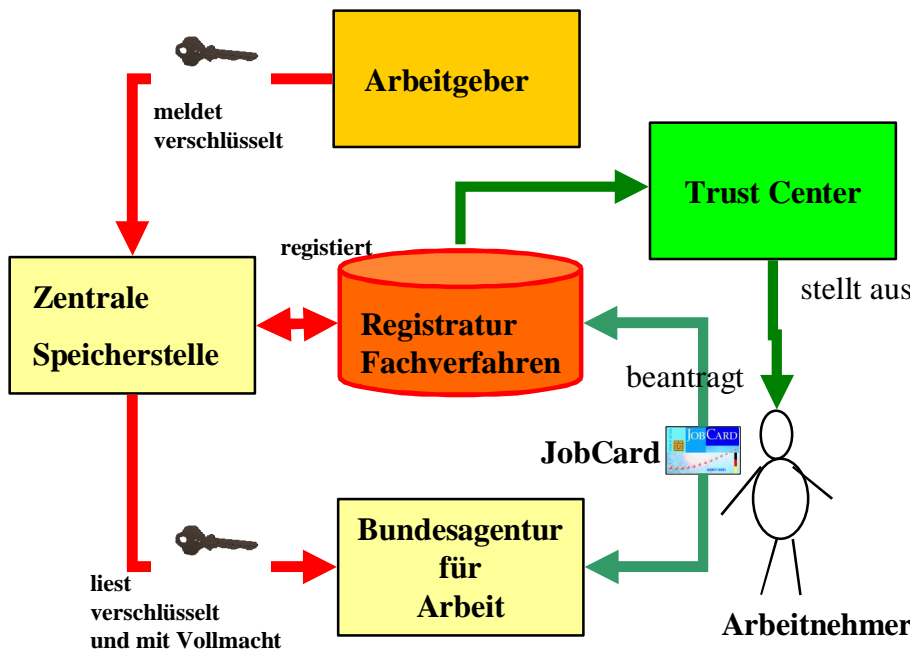 Arbeitgeber
meldet
verschlüsselt
Trust Center
registiert
stellt aus
Zentrale
Speicherstelle
Registratur
Fachverfahren
beantragt
JobCard
JOBCARD
Bundesagentur
für
Arbeit
liest
verschlüsselt
und mit Vollmacht
Arbeitnehmer